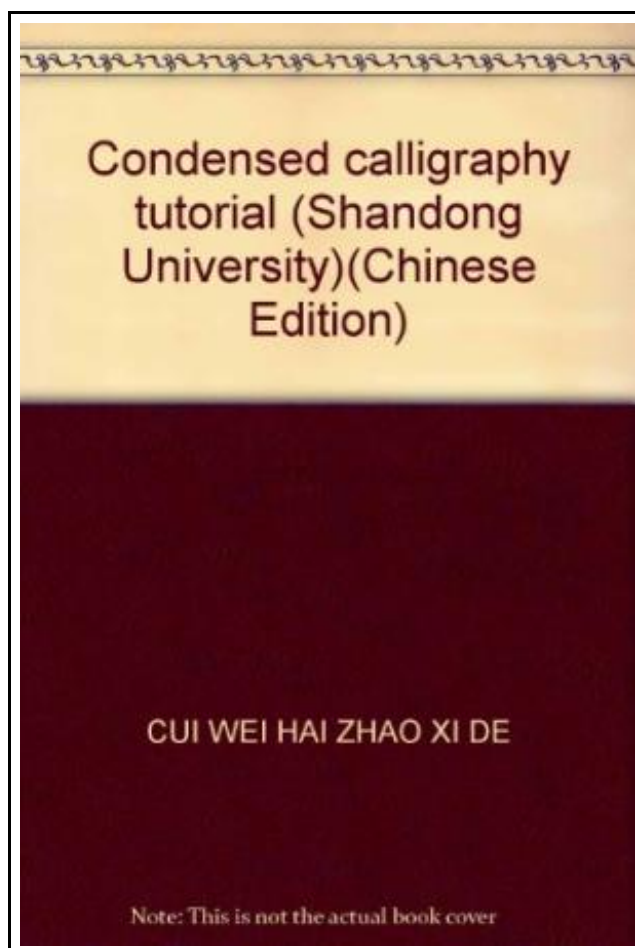 Condensed calligraphy
tutorial (Shandong
University)(Chinese
Edition)
CUI WEI HAI ZHAO XI DE
Note: This is not the actual book cover